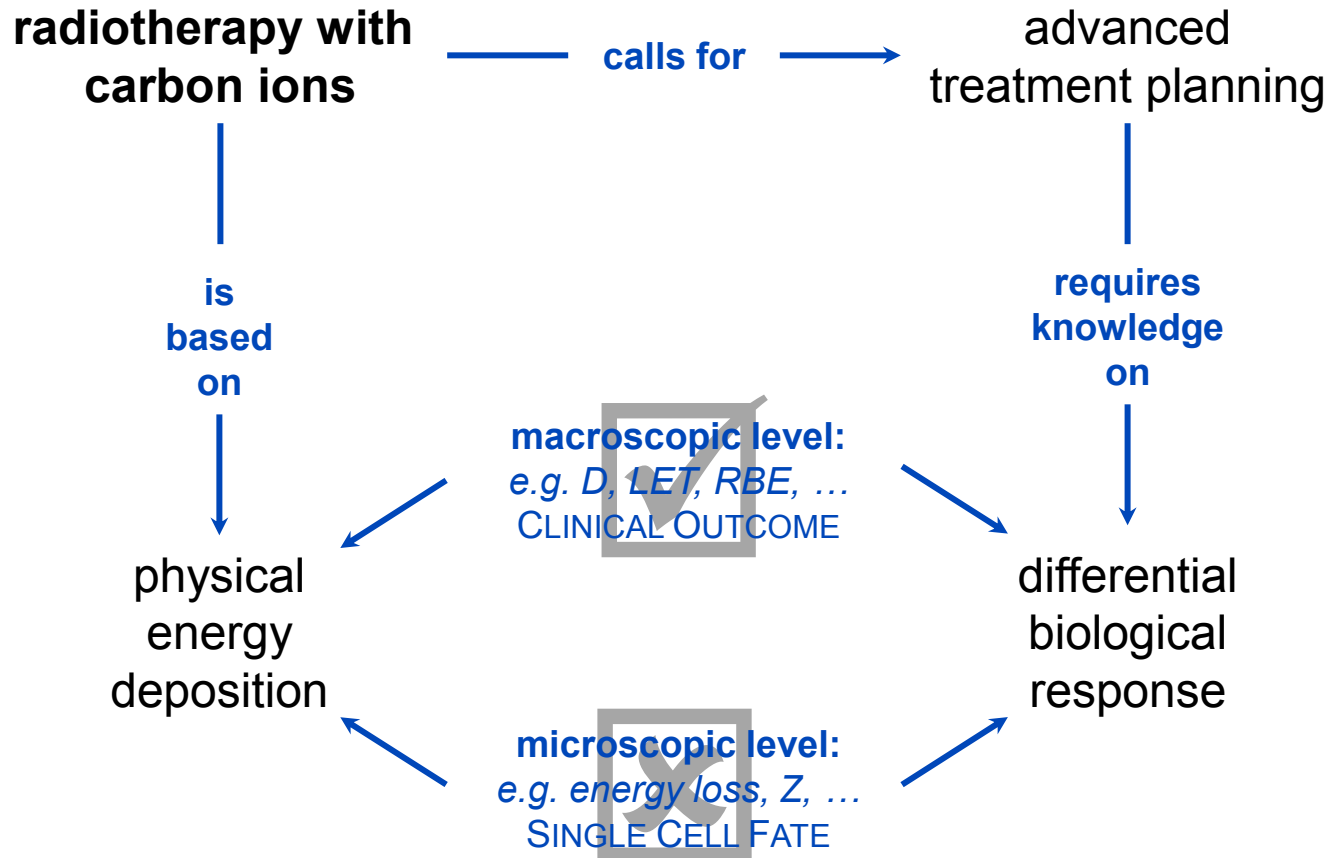 radiotherapy with
carbon ions
calls for
advanced
treatment planning
is
based
on
requires
knowledge
on
macroscopic level:
e.g. D, LET, RBE, …
CLINICAL OUTCOME
physical
energy
deposition
differential
biological
response
microscopic level:
e.g. energy loss, Z, …
SINGLE CELL FATE